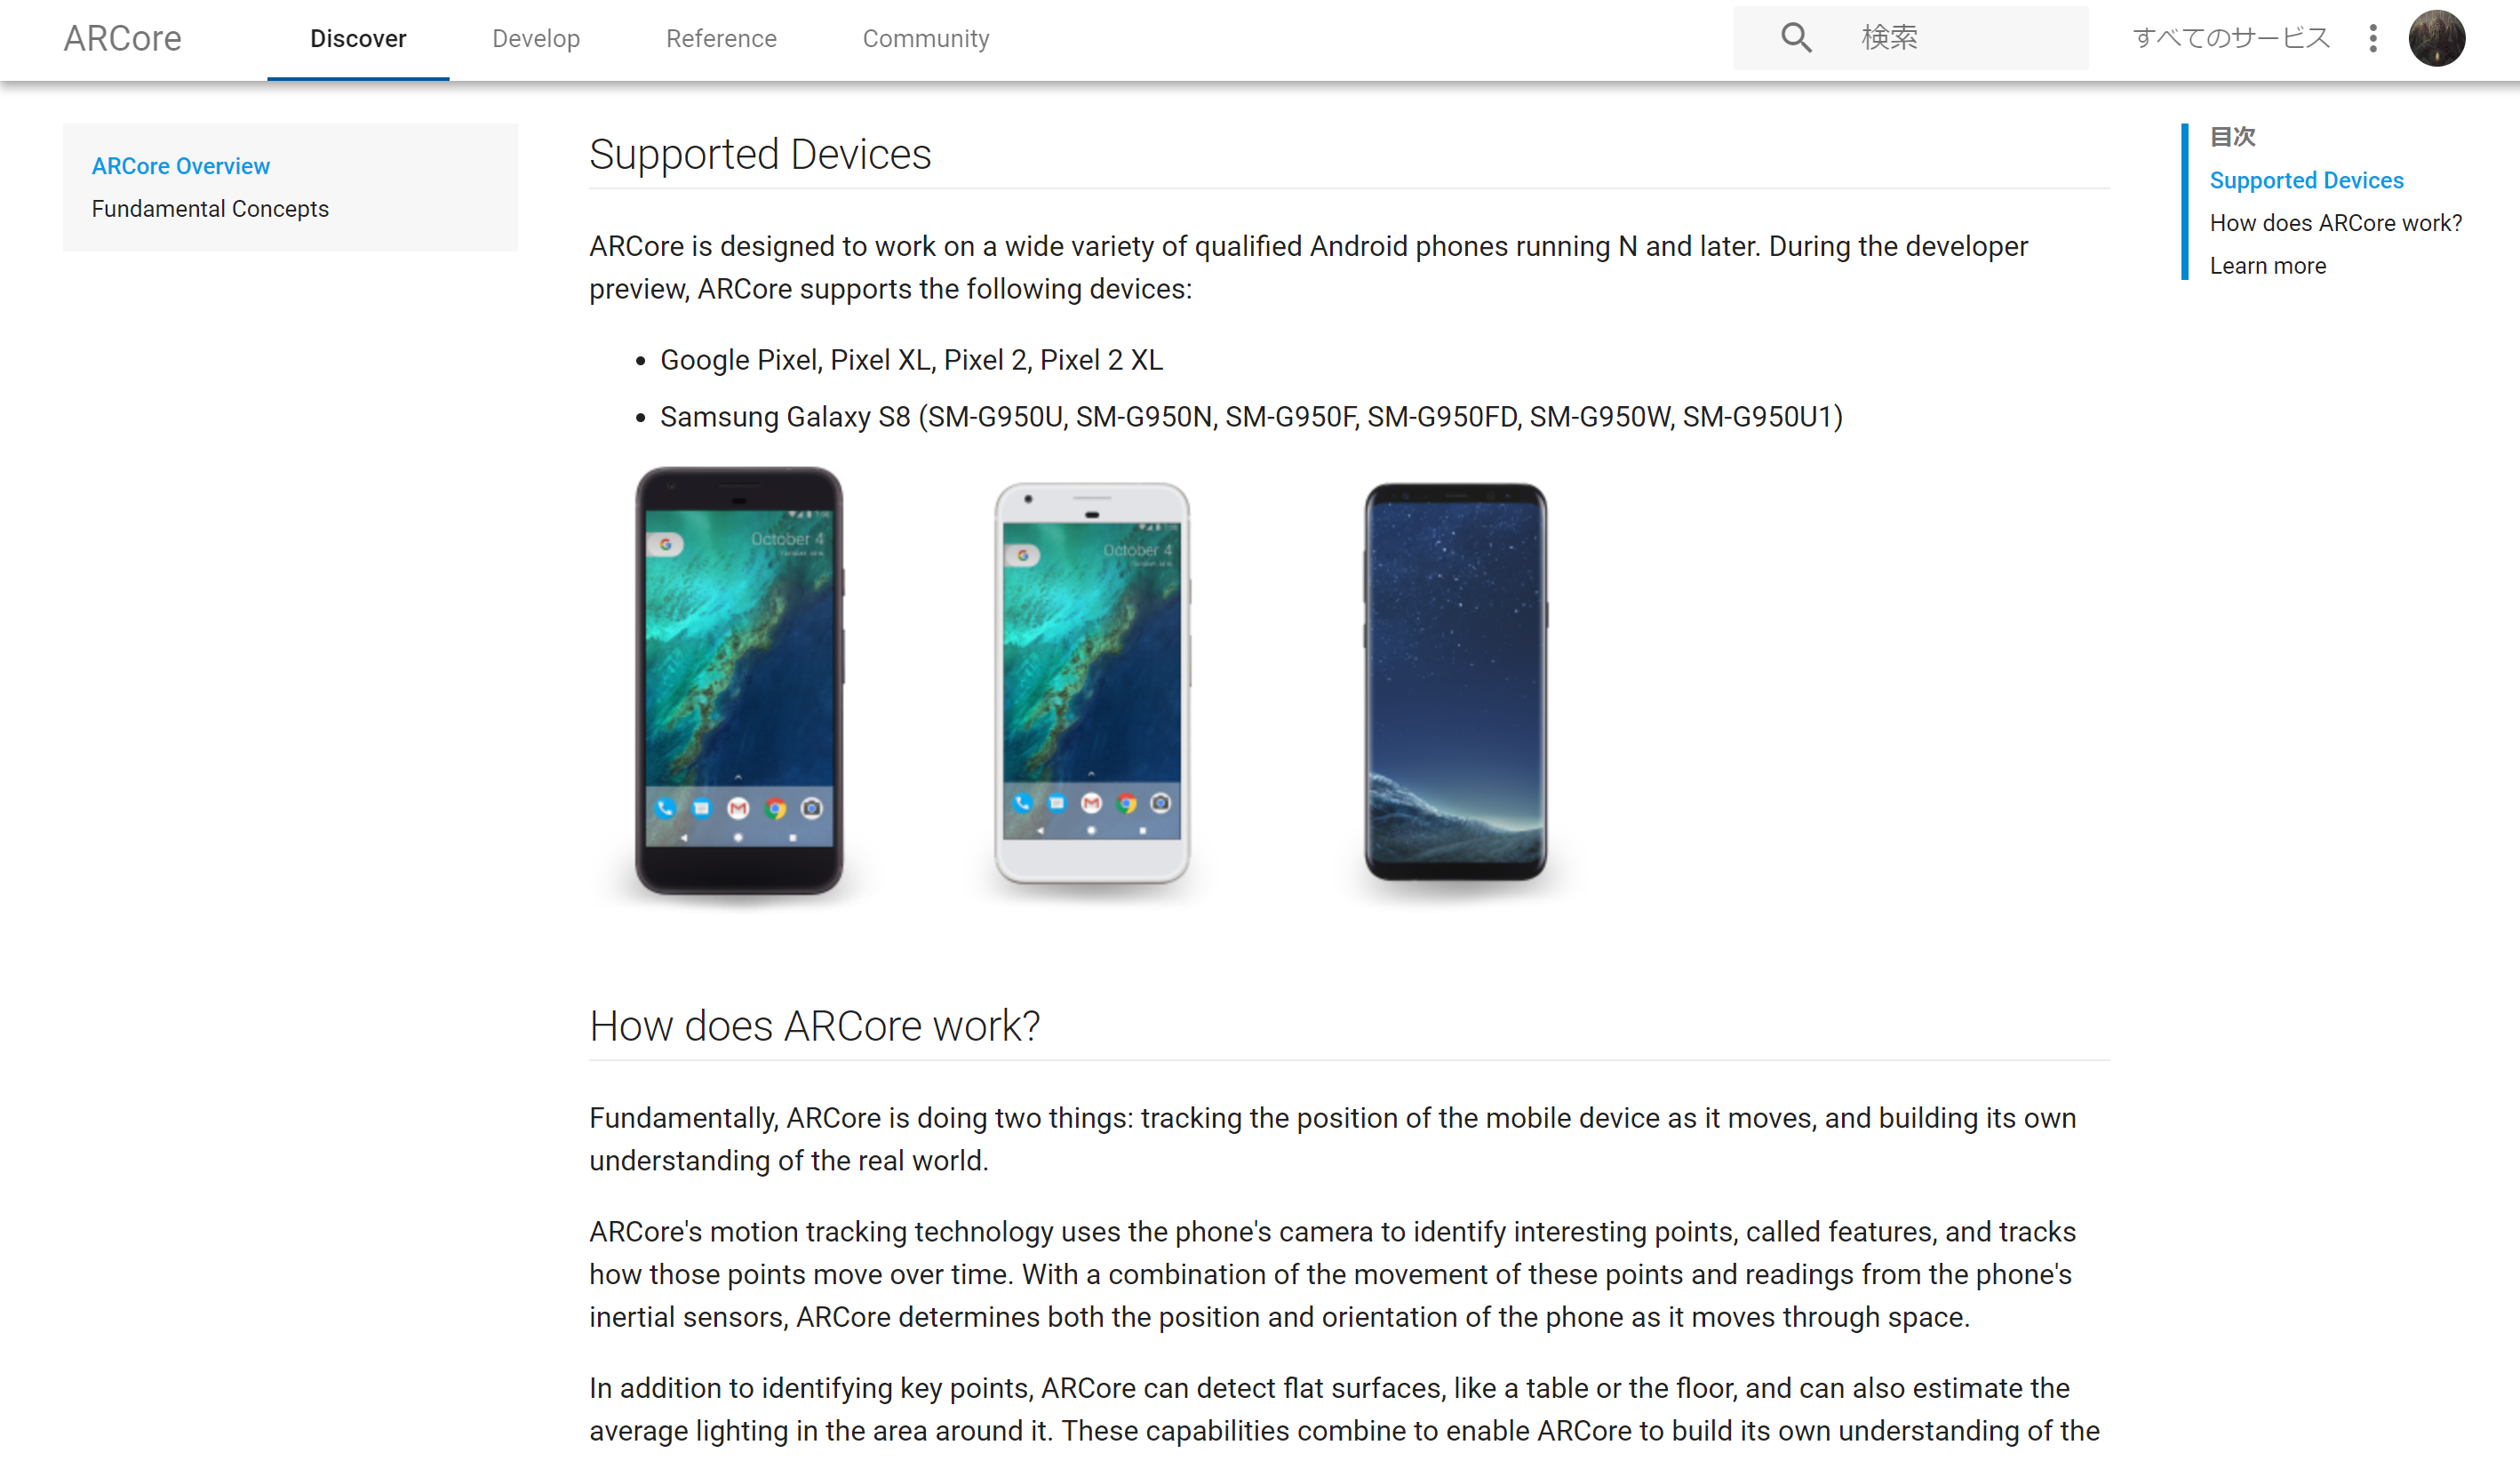 ARCore
Discover
Develop
Reference
Community
検索
すべてのサービス
ARCore Overview
Fundamental Concepts
Supported Devices
ARCore is designed to work on a wide variety of qualified Android phones running N and later. During the developer
preview, ARCore supports the following devices:
• Google Pixel, Pixel XL, Pixel 2, Pixel 2 XL
• Samsung Galaxy S8 (SM-G950U, SM-G950N, SM-G950F, SM-G950FD, SM-G950W, SM-G950U1)
October 4
October 4
How does ARCore work?
Fundamentally, ARCore is doing two things: tracking the position of the mobile device as it moves, and building its own
understanding of the real world.
ARCore's motion tracking technology uses the phone's camera to identify interesting points, called features, and tracks
how those points move over time. With a combination of the movement of these points and readings from the phone's
inertial sensors, ARCore determines both the position and orientation of the phone as it moves through space.
In addition to identifying key points, ARCore can detect flat surfaces, like a table or the floor, and can also estimate the
average lighting in the area around it. These capabilities combine to enable ARCore to build its own understanding of the
目次
Supported Devices
How does ARCore work?
Learn more